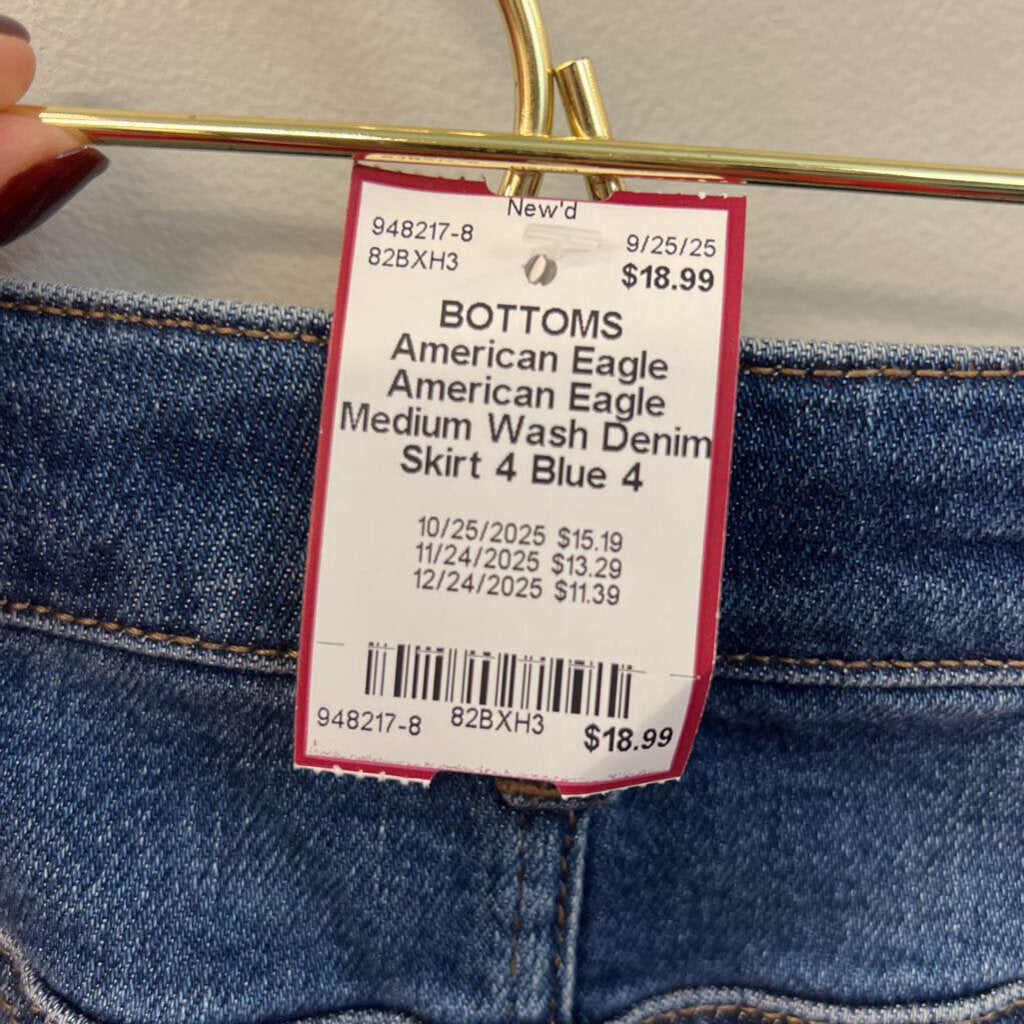 New'd
948217-8 9/25/25
82BXH3 $18.99
BOTTOMS
American Eagle
American Eagle
Medium Wash Denim
Skirt 4 Blue 4
10/25/2025 $15.19
11/24/2025 $13.29
12/24/2025 $11.39
948217-8 82BXH3 $18.99